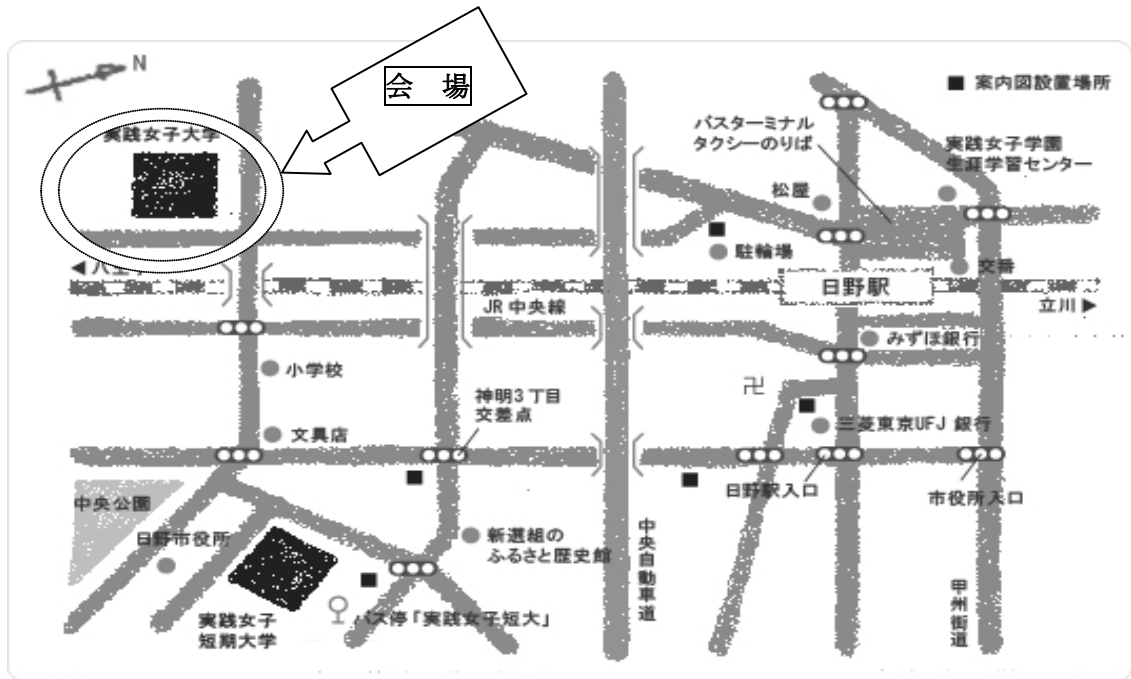 N
会 場
■ 案内図設置場所
実践女子大学
バスターミナル
タクシーのりば
実践女子学園
生涯学習センター
松屋
駐輪場
交番
◀八王子
日野駅
JR中央線
立川▶
みずほ銀行
小学校
神明3丁目
交差点
卍
文具店
三菱東京UFJ銀行
中央公園
日野駅入口
市役所入口
日野市役所
新選組の
ふるさと歴史館
中央自動車道
甲州街道
実践女子
短期大学
バス停「実践女子短大」